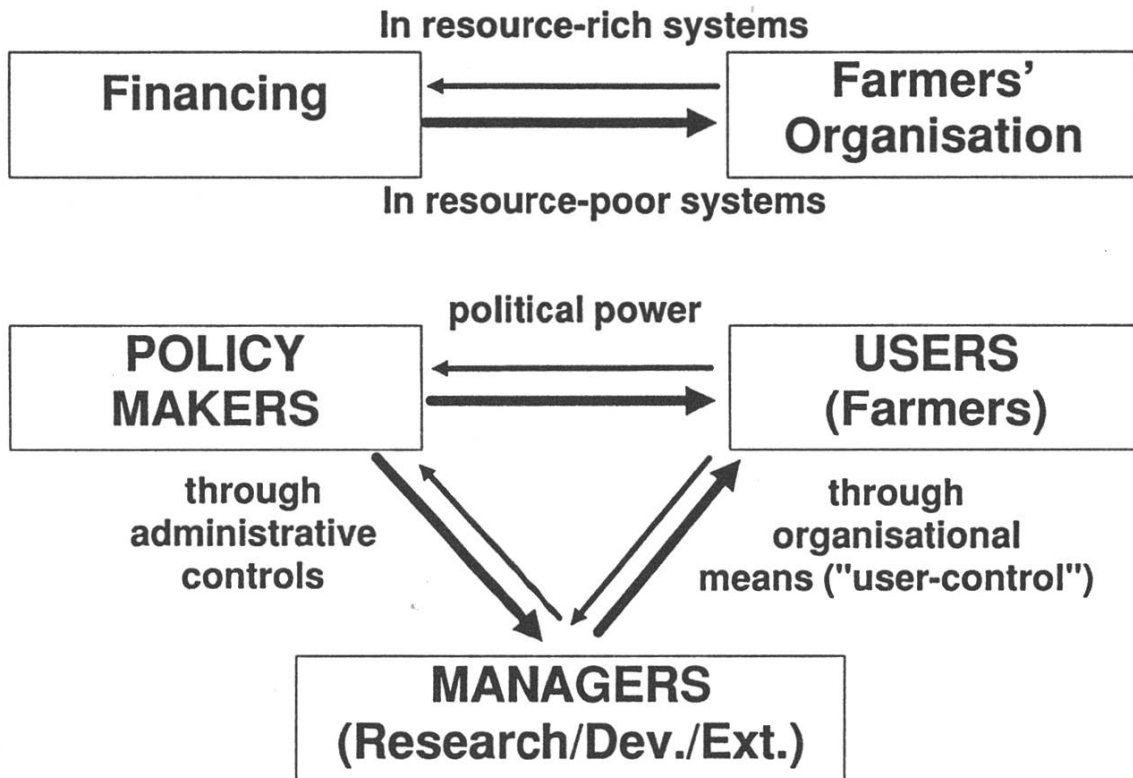 In resource-rich systems
Financing
Farmers'
Organisation
In resource-poor systems
political power
POLICY
MAKERS
USERS
(Farmers)
through
administrative
controls
through
organisational
means ("user-control")
MANAGERS
(Research/Dev./Ext.)